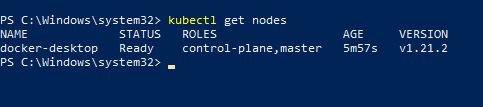 PS C:\Windows\system32> kubectl get nodes
NAME STATUS ROLES AGE VERSION
docker-desktop Ready control-plane,master 5m57s v1.21.2
PS C:\Windows\system32>